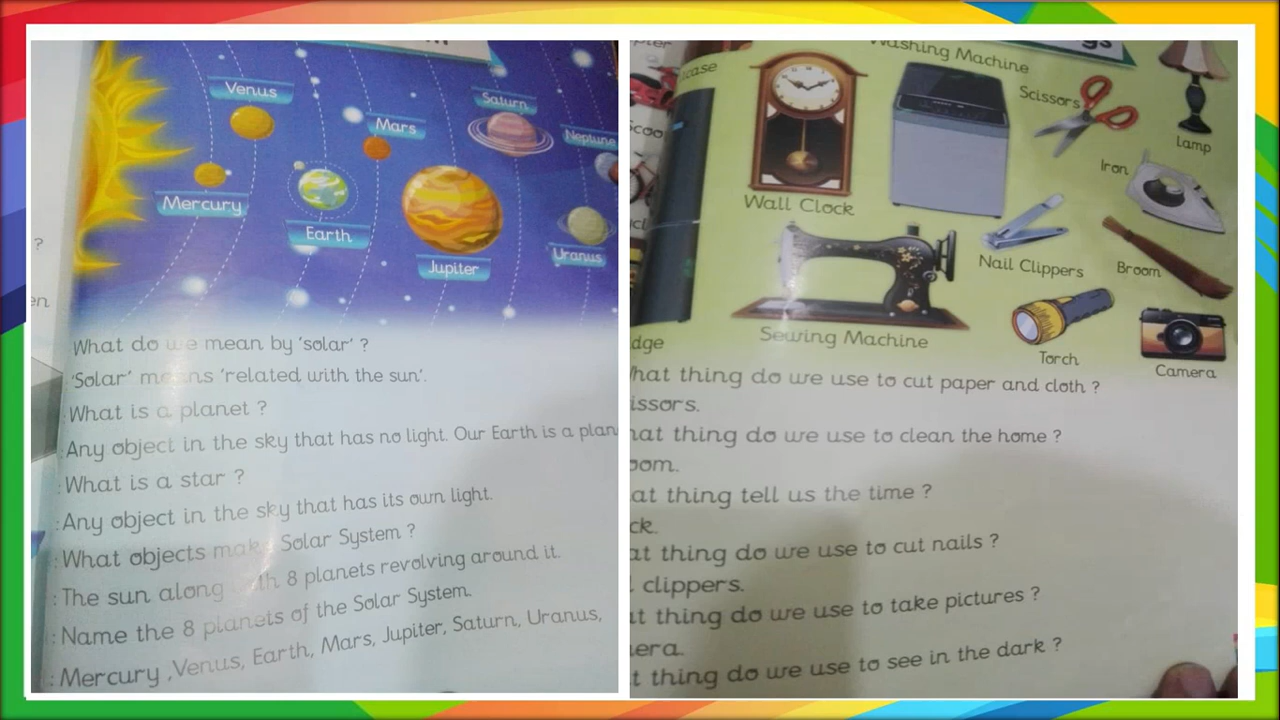 Venus
Saturn
Mars
Neptune
Mercury
Earth
Jupiter
Uranus
?
en
What do we mean by 'solar' ?
'Solar' means 'related with the sun'.
What is a planet ?
: Any object in the sky that has no light. Our Earth is a plan
: What is a star ?
: Any object in the sky that has its own light.
: What objects make Solar System ?
: The sun along with 8 planets revolving around it.
: Name the 8 planets of the Solar System.
: Mercury ,Venus, Earth, Mars, Jupiter, Saturn, Uranus,
Washing Machine
gs
case
Scissors
Scoo
Lamp
Iron
Wall Clock
Nail Clippers
Broom
Sewing Machine
dge
Torch
Camera
hat thing do we use to cut paper and cloth ?
issors.
hat thing do we use to clean the home ?
oom.
at thing tell us the time ?
ck.
at thing do we use to cut nails ?
l clippers.
at thing do we use to take pictures ?
era.
t thing do we use to see in the dark ?